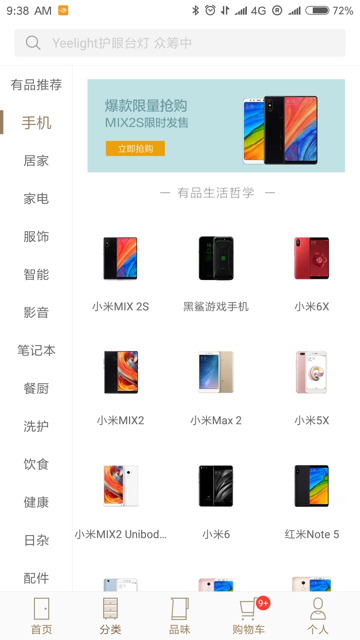 9:38 AM
4G
72%
Yeelight护眼台灯 众筹中
有品推荐
手机
居家
家电
服饰
智能
影音
笔记本
餐厨
洗护
饮食
健康
日杂
配件
爆款限量抢购
MIX2S限时发售
立即抢购
有品生活哲学
小米MIX 2S
黑鲨游戏手机
小米6X
小米MIX2
小米Max 2
小米5X
小米MIX2 Unibod...
小米6
红米Note 5
首页
分类
品味
购物车
9+
个人